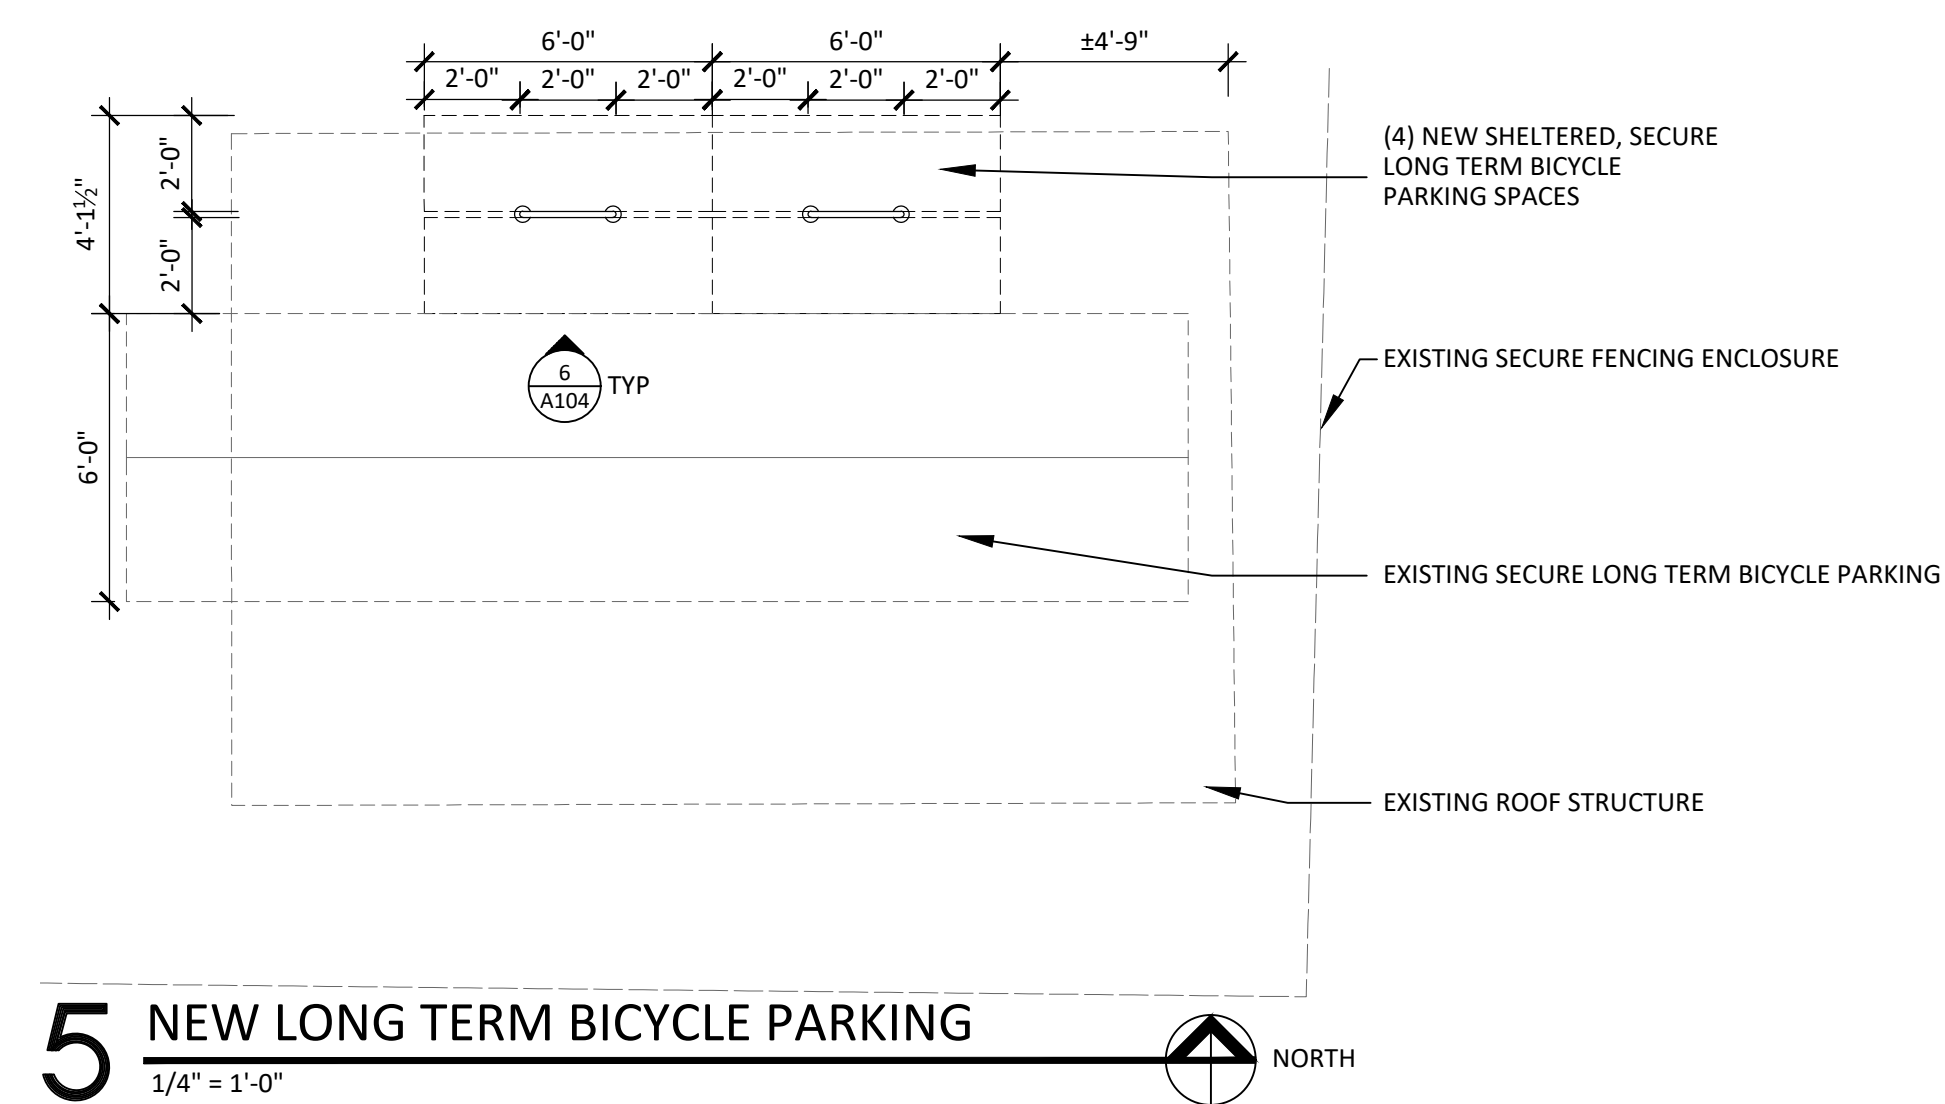 6'-0" 6'-0" ±4'-9"
2'-0" 2'-0" 2'-0" 2'-0" 2'-0" 2'-0"
4'-1½"
2'-0"
2'-0"
6'-0"
(4) NEW SHELTERED, SECURE
LONG TERM BICYCLE
PARKING SPACES
6
A104
TYP
EXISTING SECURE FENCING ENCLOSURE
EXISTING SECURE LONG TERM BICYCLE PARKING
EXISTING ROOF STRUCTURE
5 NEW LONG TERM BICYCLE PARKING
1/4" = 1'-0"
NORTH